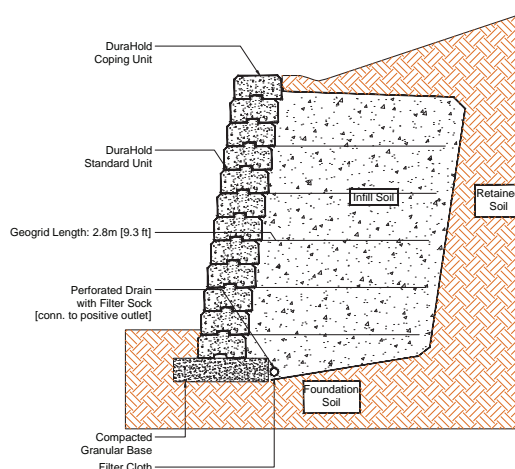 DuraHold
Coping Unit
DuraHold
Standard Unit
Infill Soil
Retaine
Soil
Geogrid Length: 2.8m [9.3 ft]
Perforated Drain
with Filter Sock
[conn. to positive outlet]
Foundation
Soil
Compacted
Granular Base
Filter Cloth